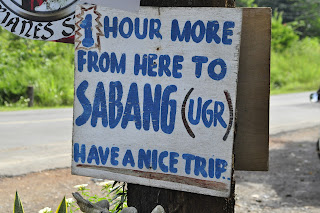 1 HOUR MORE
FROM HERE TO
SABANG (UGR)
HAVE A NICE TRIP.